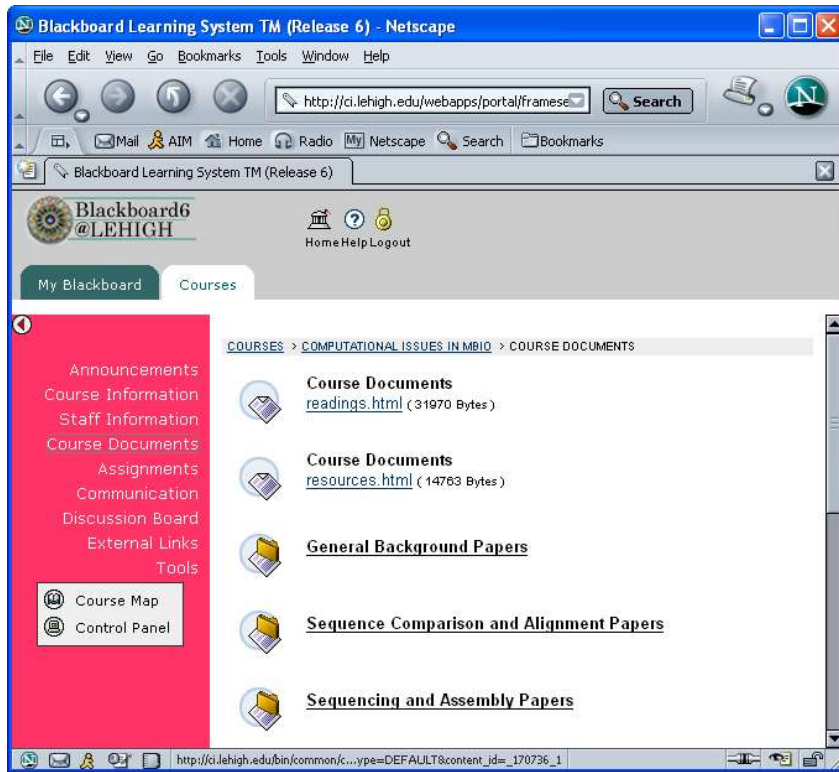 Blackboard Learning System TM (Release 6) - Netscape
File Edit View Go Bookmarks Tools Window Help
http://ci.lehigh.edu/webapps/portal/framese Search
Mail AIM Home Radio My Netscape Search Bookmarks
Blackboard Learning System TM (Release 6)
Blackboard6
@LEHIGH
Home Help Logout
My Blackboard Courses
COURSES > COMPUTATIONAL ISSUES IN MBIO > COURSE DOCUMENTS
Announcements
Course Information
Staff Information
Course Documents
Assignments
Communication
Discussion Board
External Links
Tools
Course Map
Control Panel
Course Documents
readings.html ( 31970 Bytes )
Course Documents
resources.html ( 14763 Bytes )
General Background Papers
Sequence Comparison and Alignment Papers
Sequencing and Assembly Papers
http://ci.lehigh.edu/bin/common/c...ype=DEFAULT&content_id=_170736_1